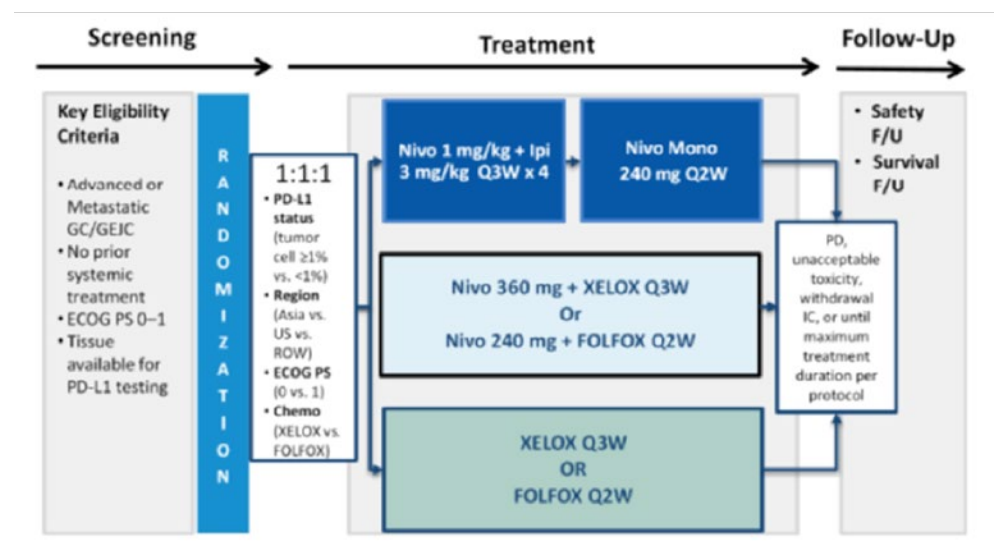 Screening
Treatment
Follow-Up
Key Eligibility
Criteria
• Advanced or
Metastatic
GC/GEJC
• No prior
systemic
treatment
• ECOG PS 0–1
• Tissue
available for
PD-L1 testing
R
A
N
D
O
M
I
Z
A
T
I
O
N
1:1:1
• PD-L1
status
(tumor
cell ≥1%
vs. <1%)
• Region
(Asia vs.
US vs.
ROW)
• ECOG PS
(0 vs. 1)
• Chemo
(XELOX vs.
FOLFOX)
Nivo 1 mg/kg + Ipi
3 mg/kg Q3W x 4
Nivo Mono
240 mg Q2W
Nivo 360 mg + XELOX Q3W
Or
Nivo 240 mg + FOLFOX Q2W
XELOX Q3W
OR
FOLFOX Q2W
PD,
unacceptable
toxicity,
withdrawal
IC, or until
maximum
treatment
duration per
protocol
• Safety
F/U
• Survival
F/U